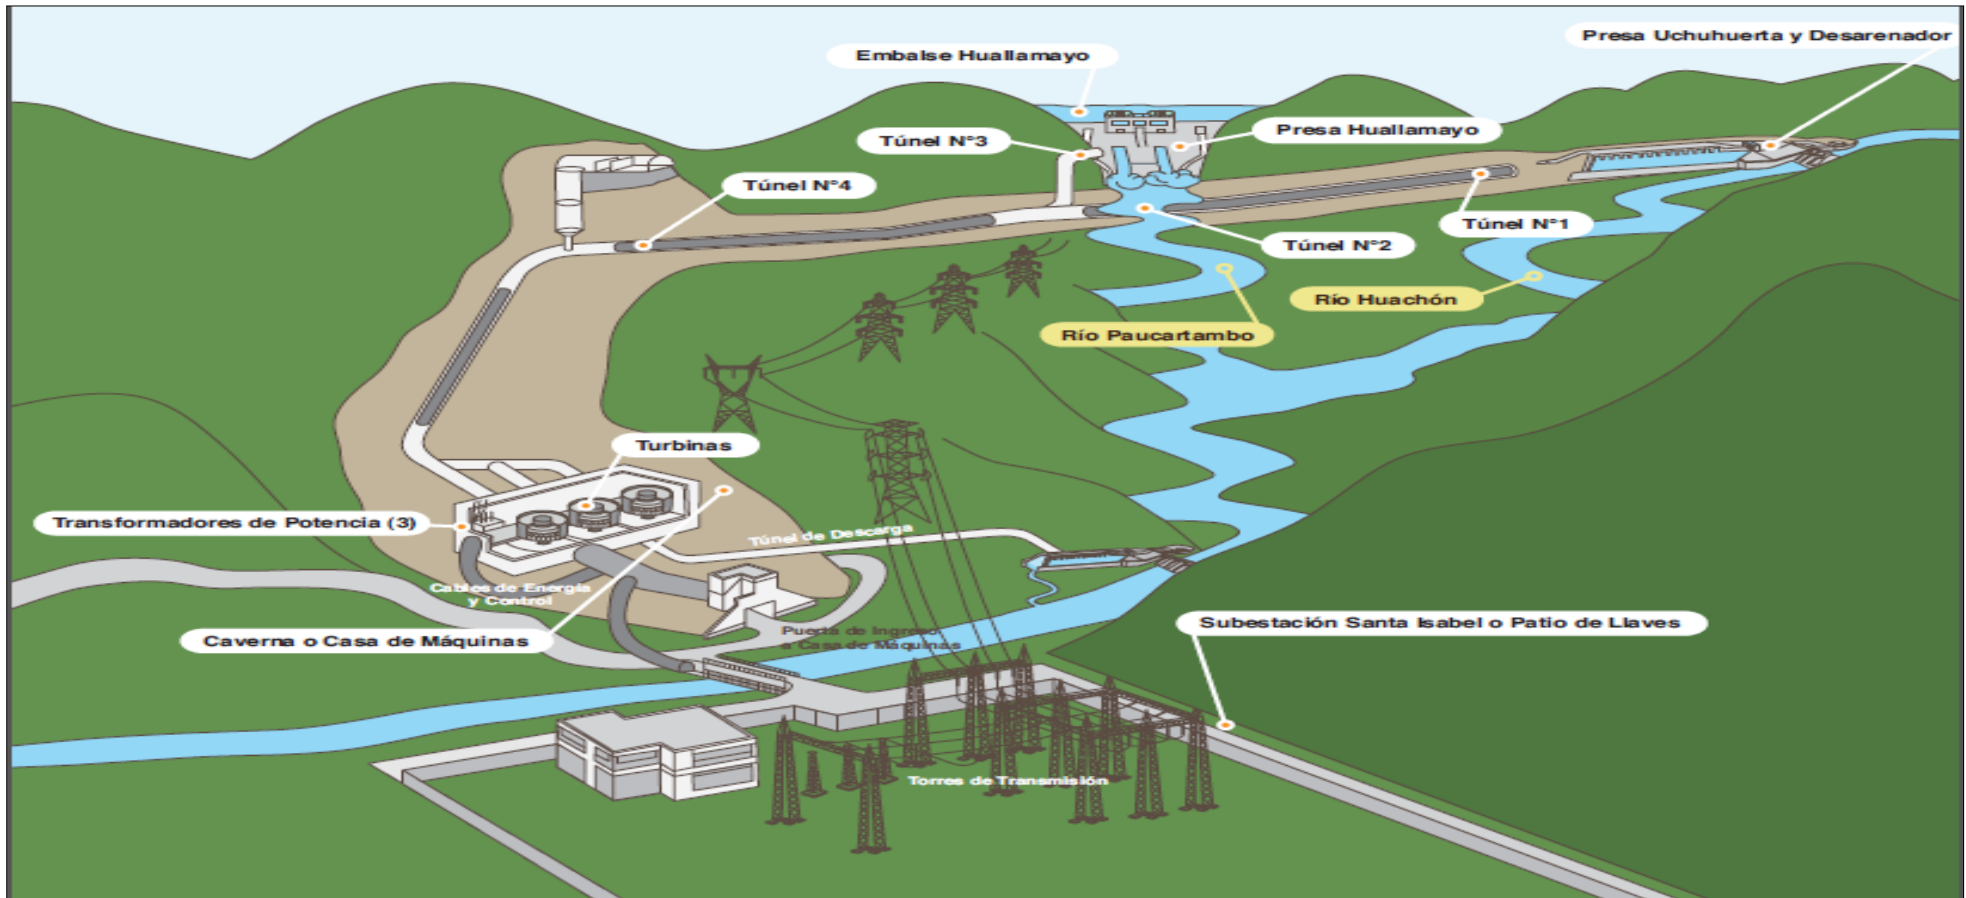 Presa Uchuhuerta y Desarenador
Embalse Huallamayo
Presa Huallamayo
Túnel N°3
Túnel N°4
Túnel N°1
Túnel N°2
Río Huachón
Río Paucartambo
Turbinas
Transformadores de Potencia (3)
Túnel de Descarga
Cables de Energía
y Control
Caverna o Casa de Máquinas
Puerta de Ingreso
a Casa de Máquinas
Subestación Santa Isabel o Patio de Llaves
Torres de Transmisión